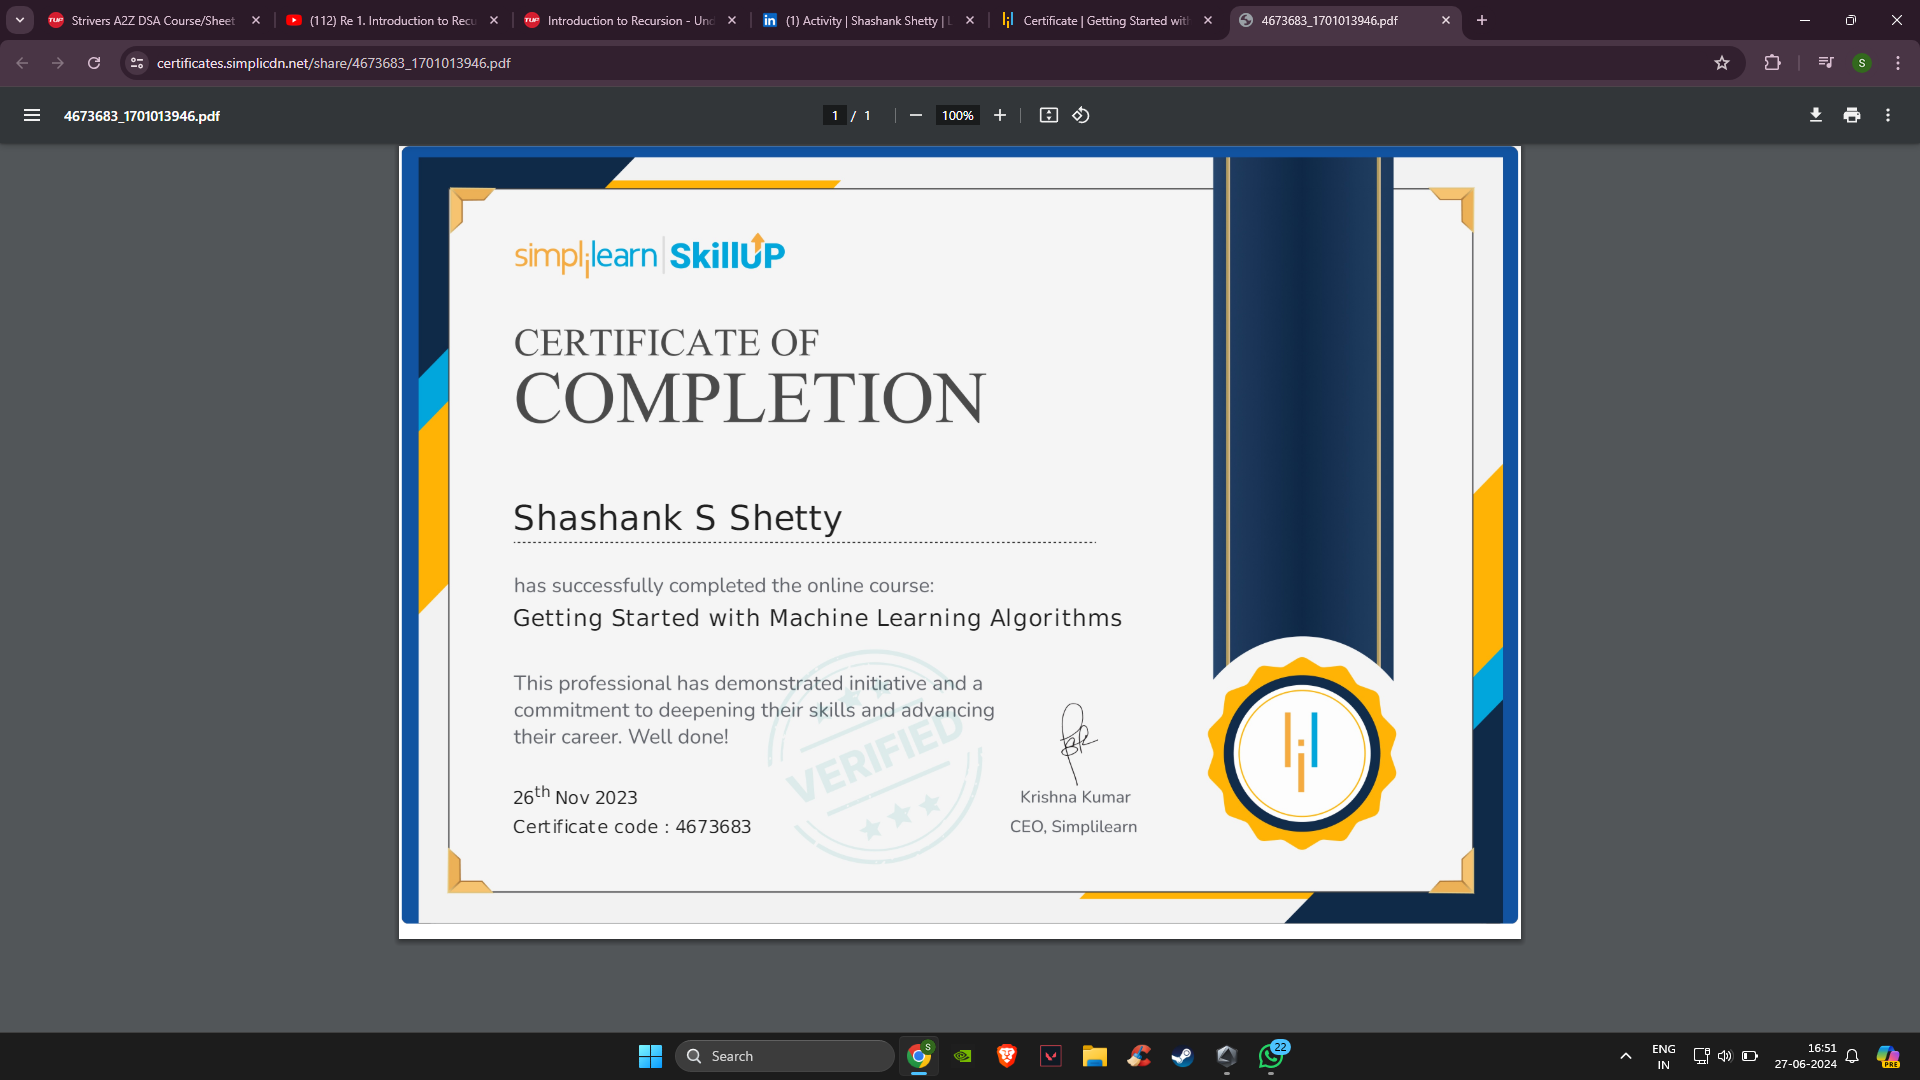 Strivers A2Z DSA Course/Sheet
(112) Re 1. Introduction to Recu
Introduction to Recursion - Und
(1) Activity | Shashank Shetty | L
Certificate | Getting Started with
4673683_1701013946.pdf
certificates.simplicdn.net/share/4673683_1701013946.pdf
S
4673683_1701013946.pdf
1 / 1
100%
simplilearn | SkillUP
CERTIFICATE OF
COMPLETION
Shashank S Shetty
has successfully completed the online course:
Getting Started with Machine Learning Algorithms
This professional has demonstrated initiative and a
commitment to deepening their skills and advancing
their career. Well done!
VERIFIED
26th Nov 2023
Certificate code : 4673683
Krishna Kumar
CEO, Simplilearn
Search
S
22
ENG
IN
16:51
27-06-2024
PRE